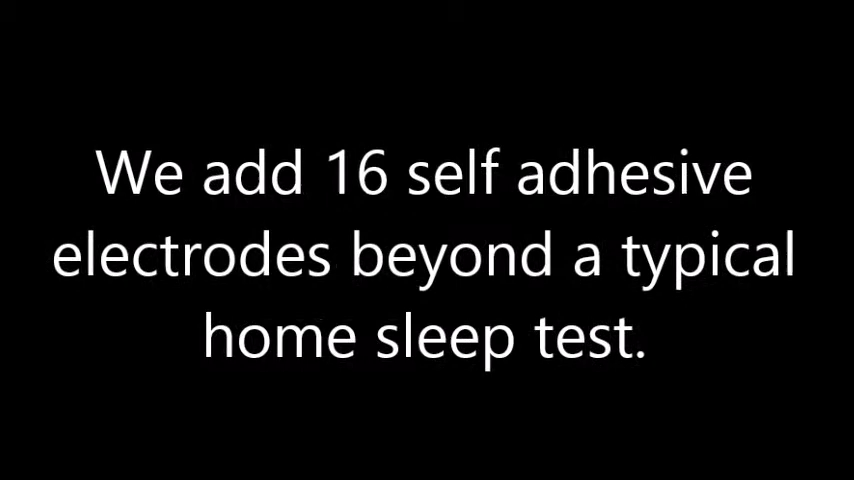 We add 16 self adhesive
electrodes beyond a typical
home sleep test.